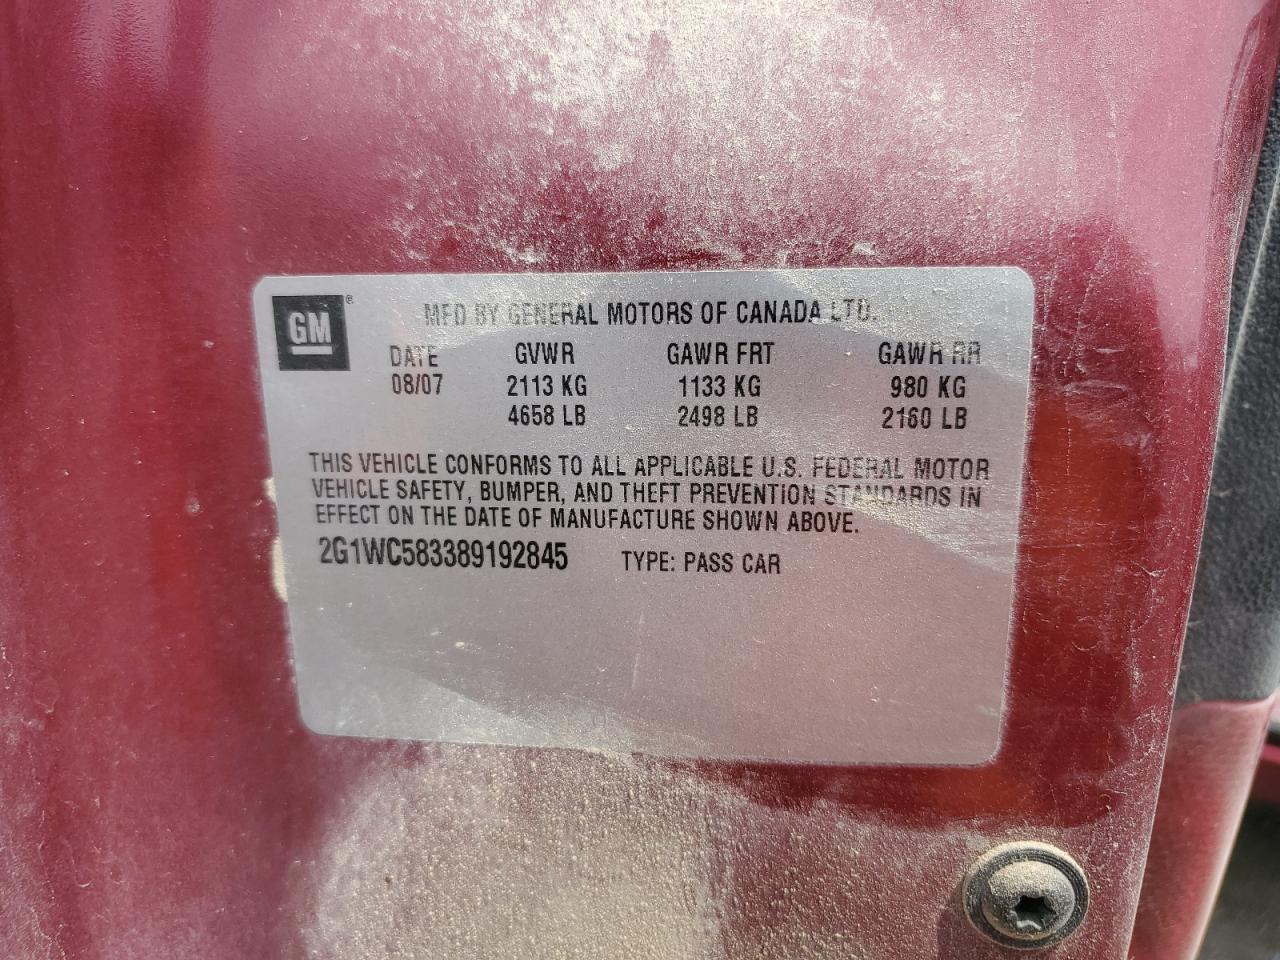 GM®
MFD BY GENERAL MOTORS OF CANADA LTD.
DATE GVWR GAWR FRT GAWR RR
08/07 2113 KG 1133 KG 980 KG
4658 LB 2498 LB 2160 LB
THIS VEHICLE CONFORMS TO ALL APPLICABLE U.S. FEDERAL MOTOR
VEHICLE SAFETY, BUMPER, AND THEFT PREVENTION STANDARDS IN
EFFECT ON THE DATE OF MANUFACTURE SHOWN ABOVE.
2G1WC583389192845 TYPE: PASS CAR